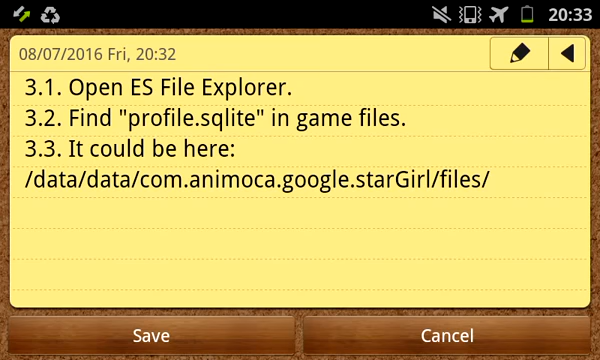 20:33
08/07/2016 Fri, 20:32
3.1. Open ES File Explorer.
3.2. Find "profile.sqlite" in game files.
3.3. It could be here:
/data/data/com.animoca.google.starGirl/files/
Save
Cancel